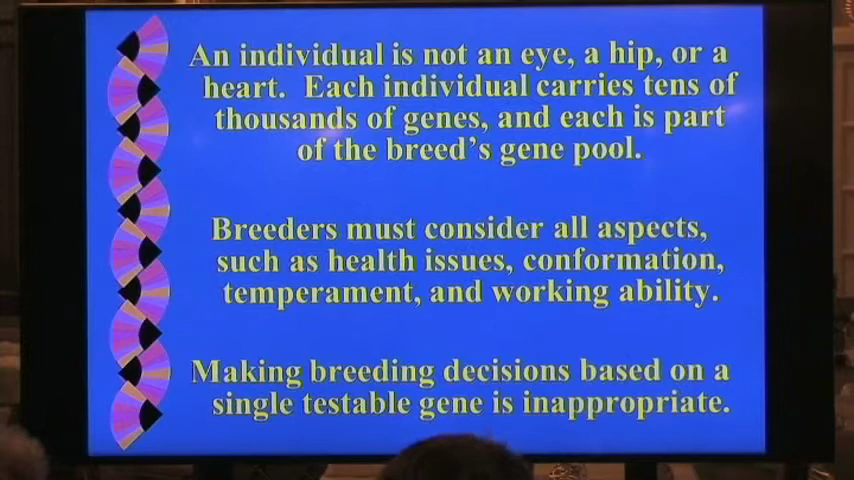 An individual is not an eye, a hip, or a
heart. Each individual carries tens of
thousands of genes, and each is part
of the breed's gene pool.
Breeders must consider all aspects,
such as health issues, conformation,
temperament, and working ability.
Making breeding decisions based on a
single testable gene is inappropriate.